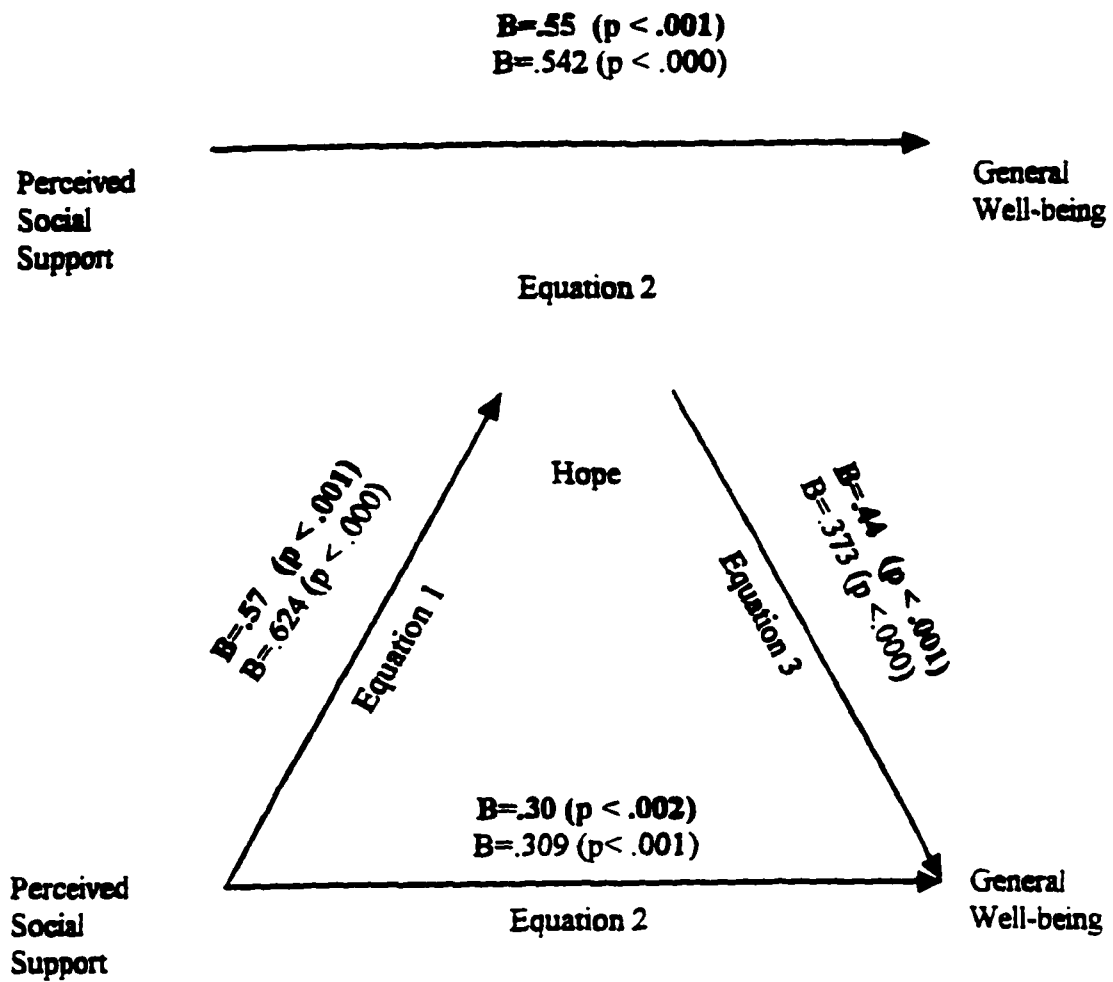 B=.55 (p < .001)
B=.542 (p < .000)
Perceived
Social
Support
General
Well-being
Equation 2
Hope
B=.57 (p < .001)
B=.624 (p < .000)
Equation 1
B=.44 (p < .001)
B=.373 (p <.000)
Equation 3
B=.30 (p < .002)
B=.309 (p< .001)
Perceived
Social
Support
General
Well-being
Equation 2